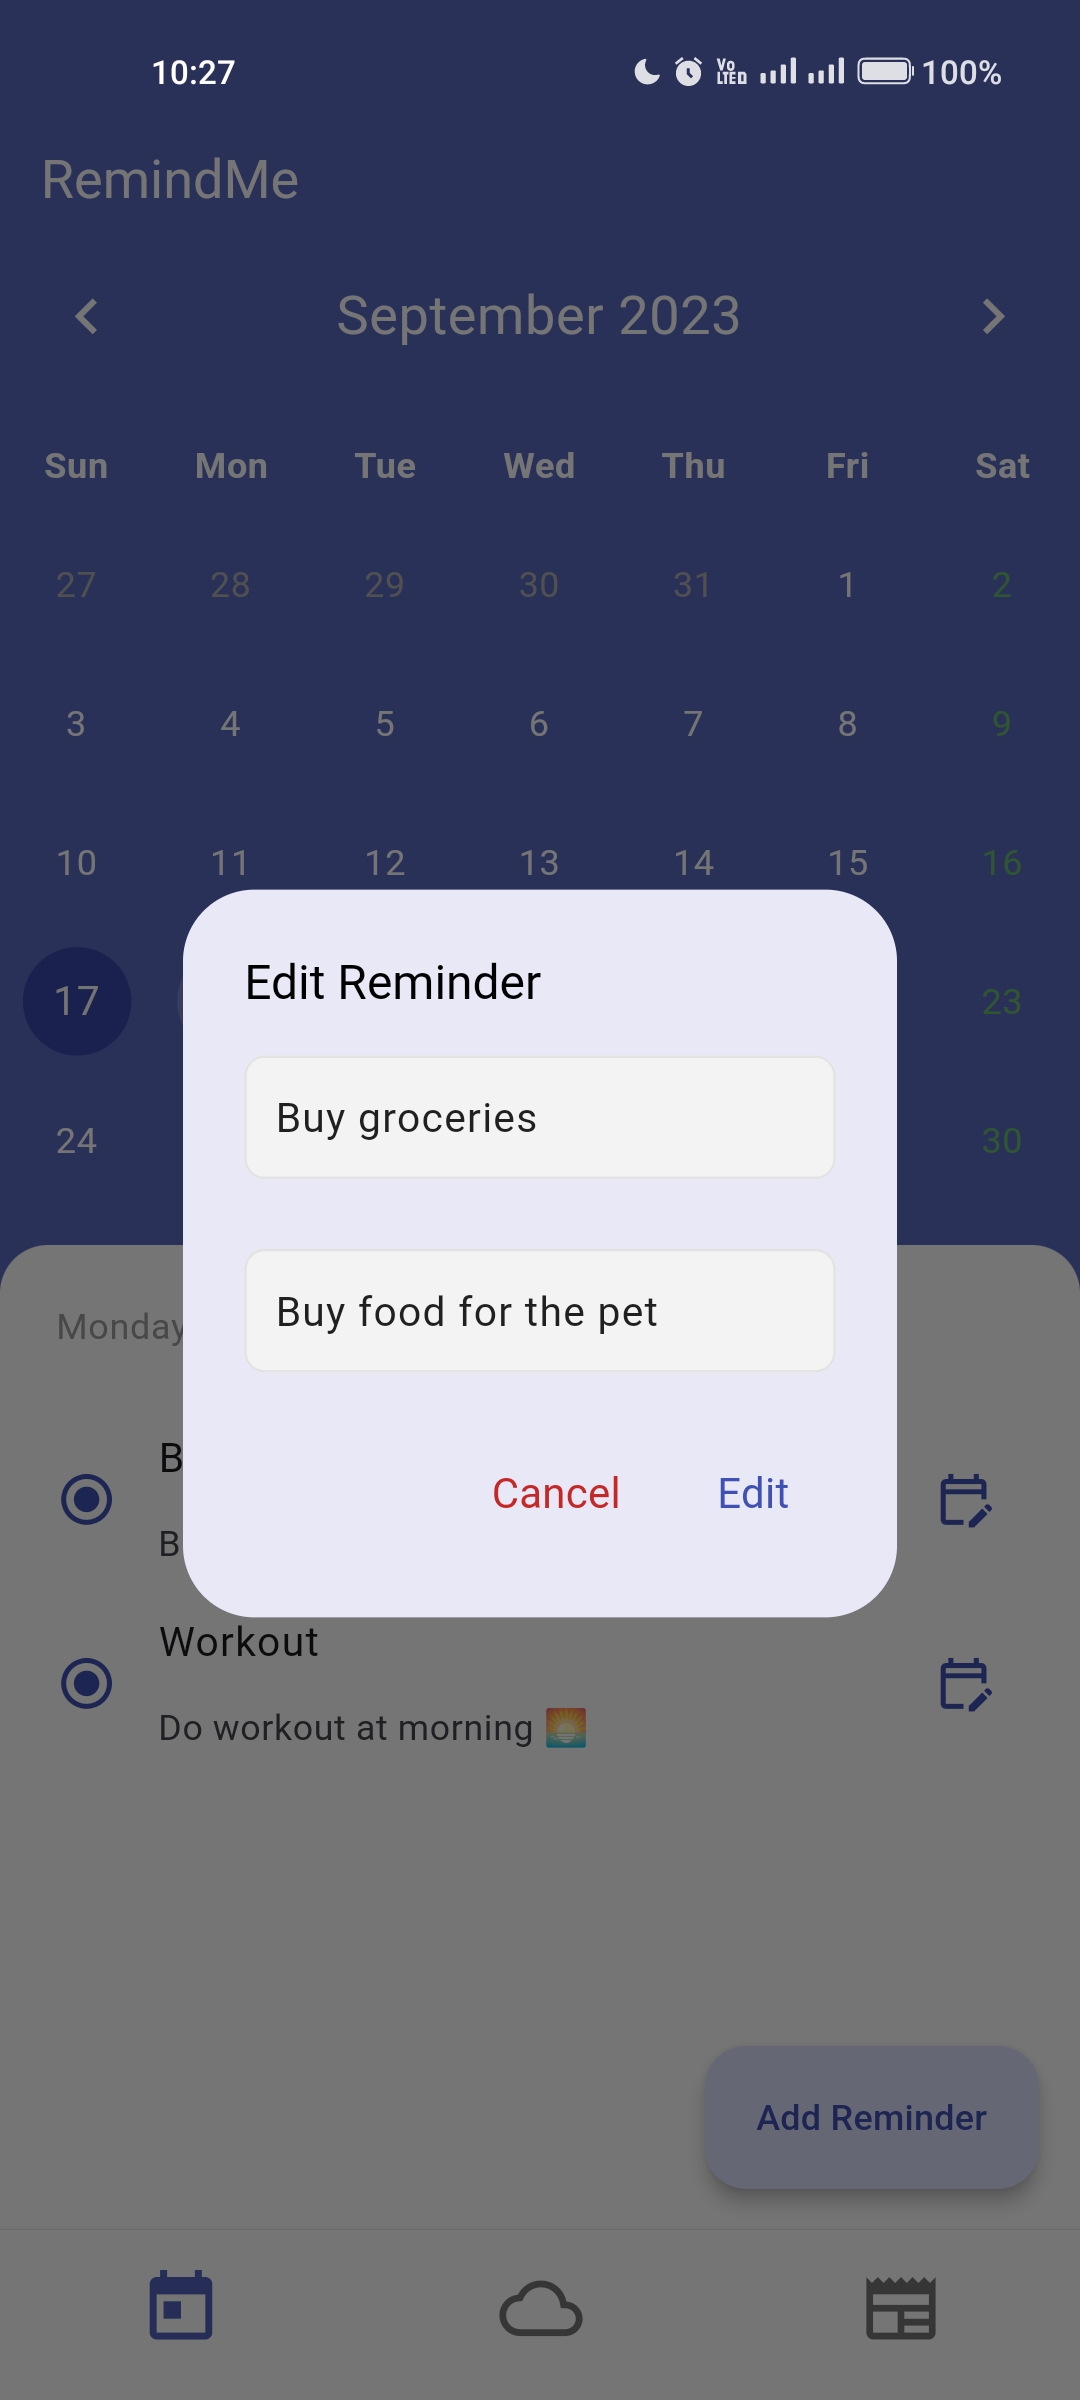 10:27 VoLTED 100%
RemindMe
September 2023
Sun Mon Tue Wed Thu Fri Sat
27 28 29 30 31 1 2
3 4 5 6 7 8 9
10 11 12 13 14 15 16
17 23
24 30
Edit Reminder
Buy groceries
Buy food for the pet
Cancel Edit
Monday
B
B
Workout
Do workout at morning 🌅
Add Reminder